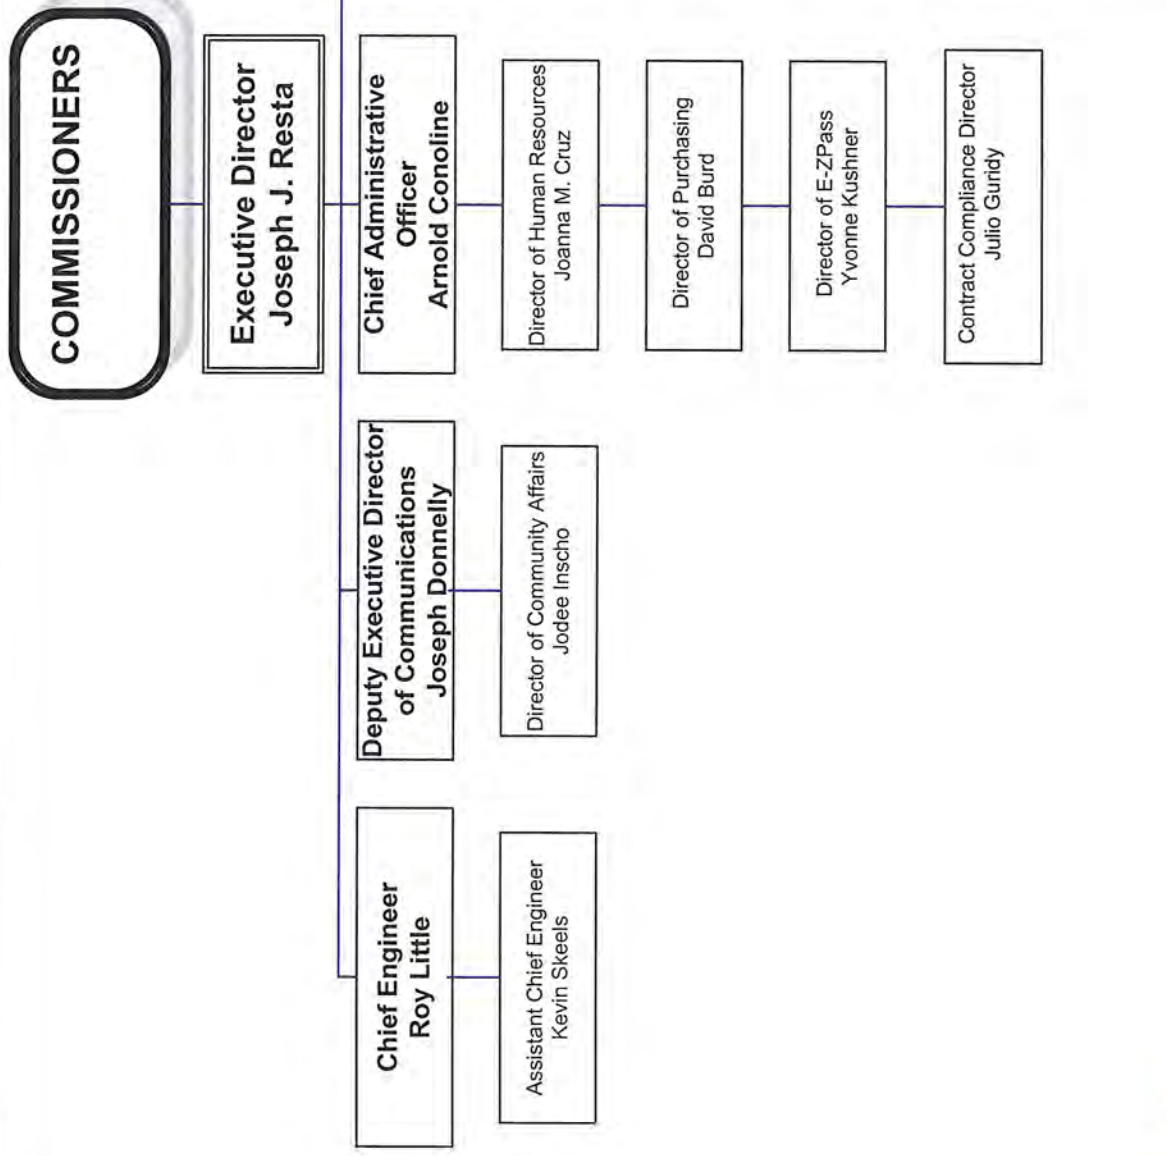 COMMISSIONERS
Executive Director
Joseph J. Resta
Chief Engineer
Roy Little
Deputy Executive Director
of Communications
Joseph Donnelly
Chief Administrative
Officer
Arnold Conoline
Assistant Chief Engineer
Kevin Skeels
Director of Community Affairs
Jodee Inscho
Director of Human Resources
Joanna M. Cruz
Director of Purchasing
David Burd
Director of E-ZPass
Yvonne Kushner
Contract Compliance Director
Julio Guridy